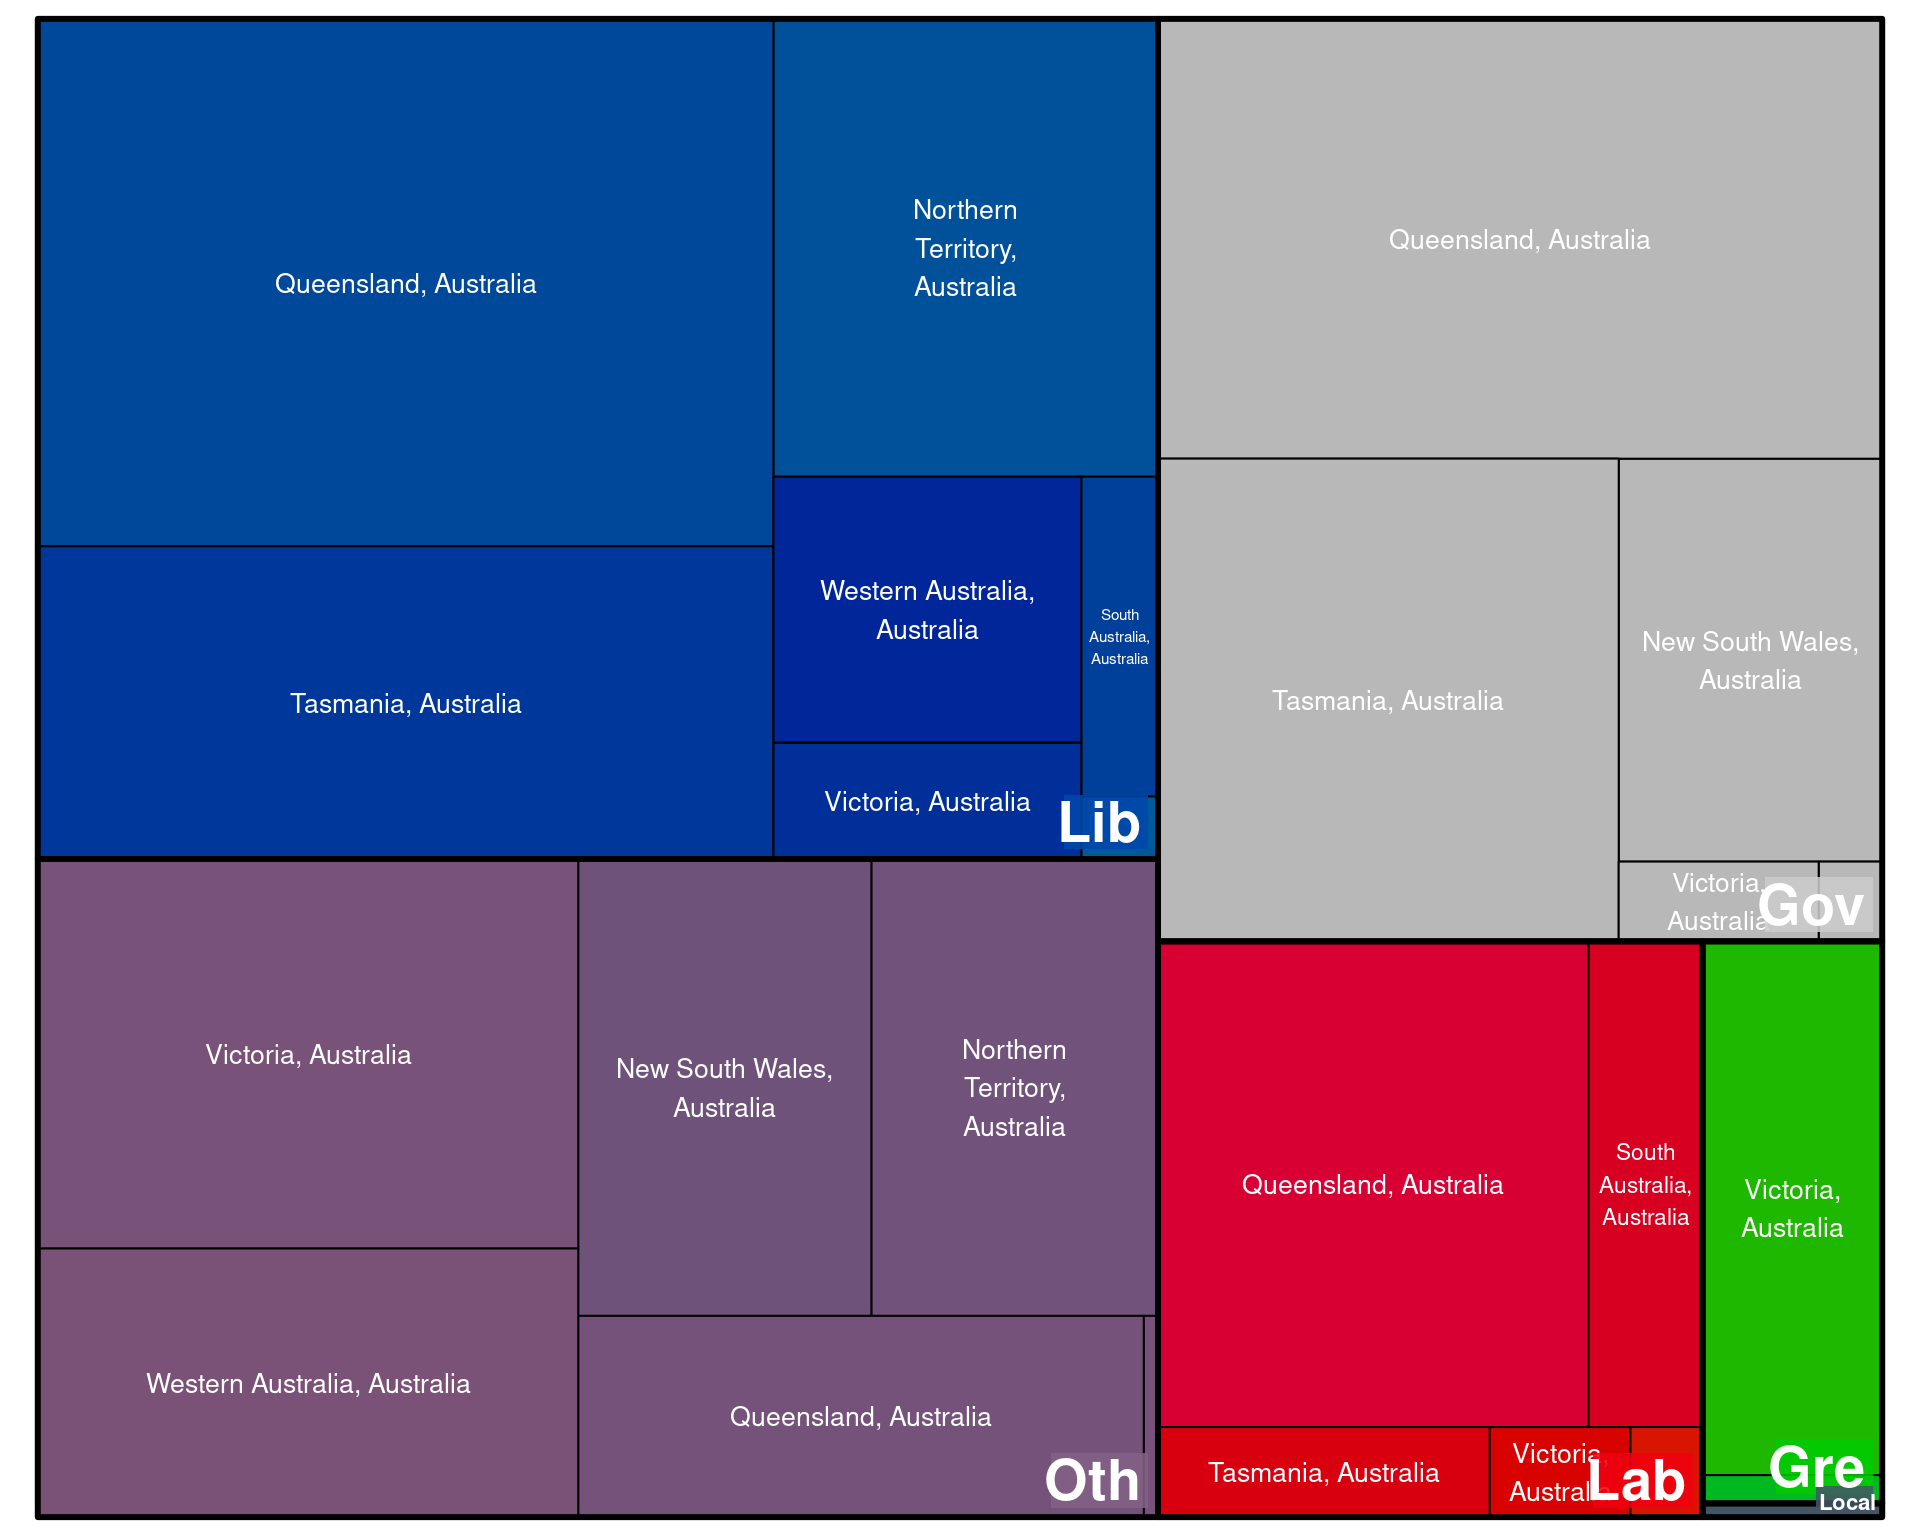 Queensland, Australia
Northern
Territory,
Australia
Tasmania, Australia
Western Australia,
Australia
South
Australia,
Australia
Victoria, Australia
Lib
Queensland, Australia
Tasmania, Australia
New South Wales,
Australia
Victoria,
Australia
Gov
Victoria, Australia
New South Wales,
Australia
Northern
Territory,
Australia
Western Australia, Australia
Queensland, Australia
Oth
Queensland, Australia
South
Australia,
Australia
Tasmania, Australia
Victoria,
Australia
Lab
Victoria,
Australia
Gre
Local